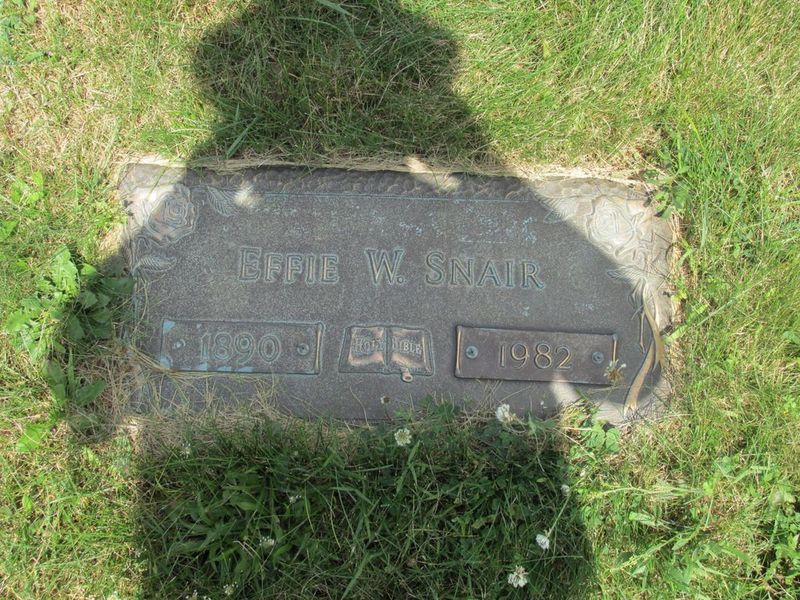 EFFIE W. SNAIR
1890
HOLY BIBLE
1982